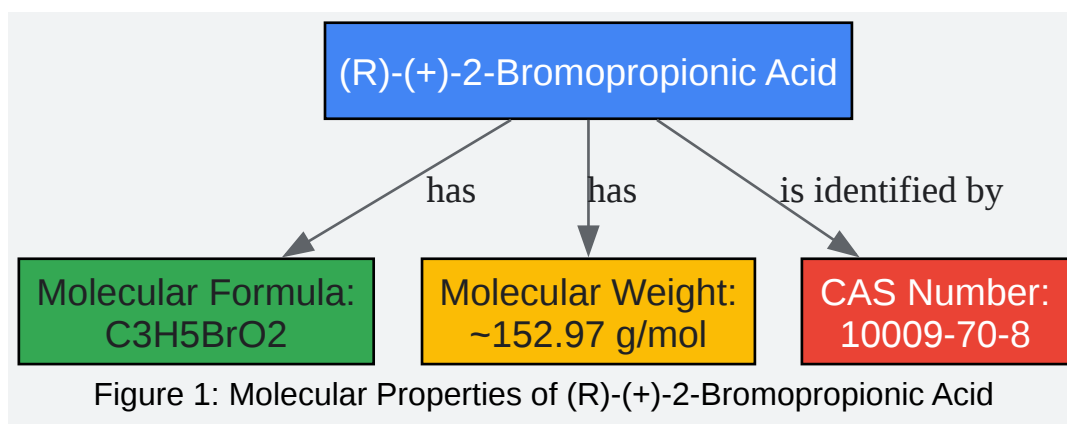 (R)-(+)-2-Bromopropionic Acid
has
has
is identified by
Molecular Formula:
C3H5BrO2
Molecular Weight:
~152.97 g/mol
CAS Number:
10009-70-8
Figure 1: Molecular Properties of (R)-(+)-2-Bromopropionic Acid